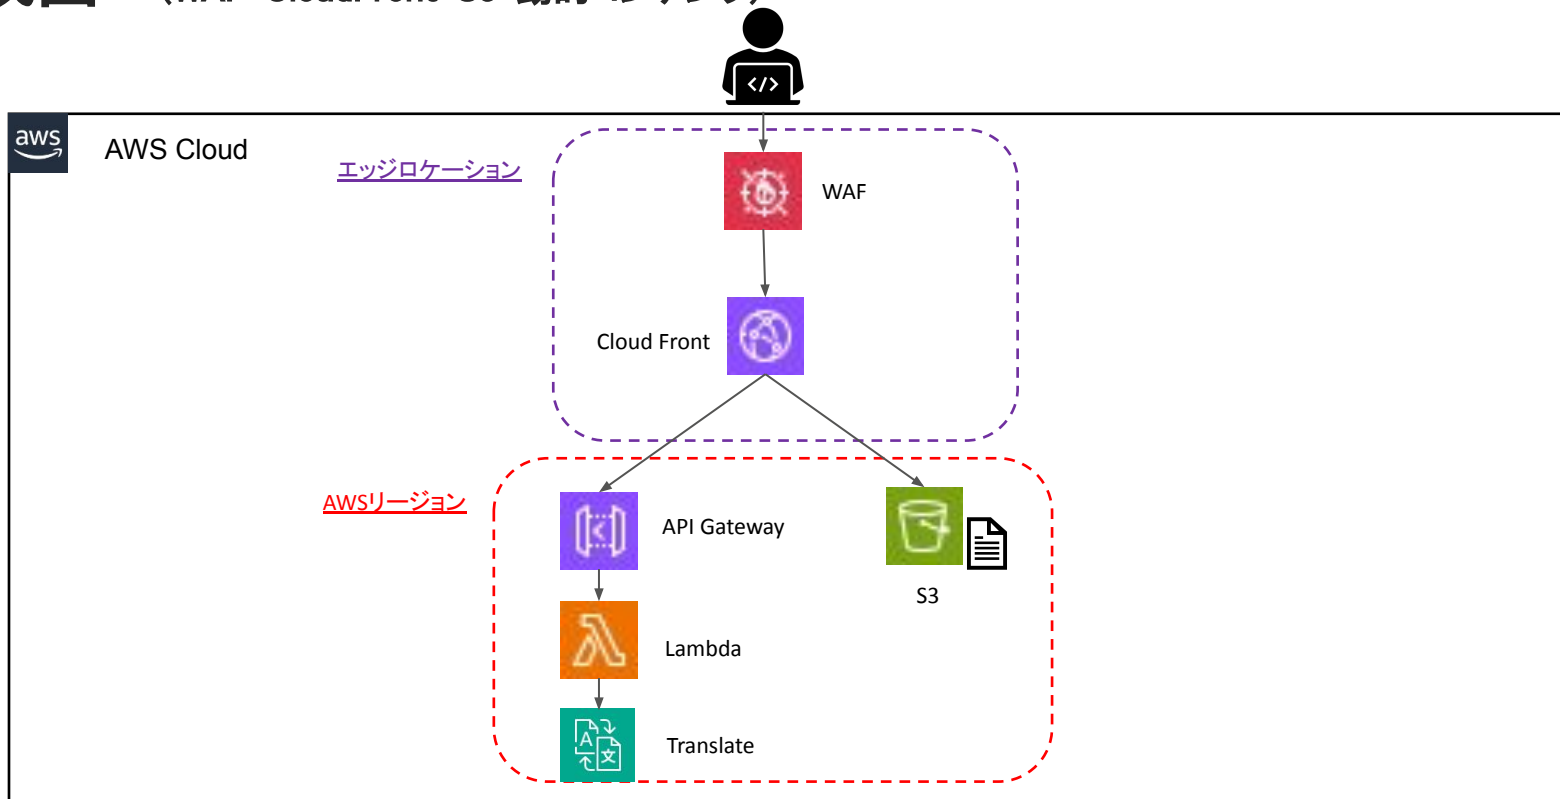 aws
AWS Cloud
エッジロケーション
WAF
Cloud Front
AWSリージョン
API Gateway
S3
Lambda
Translate